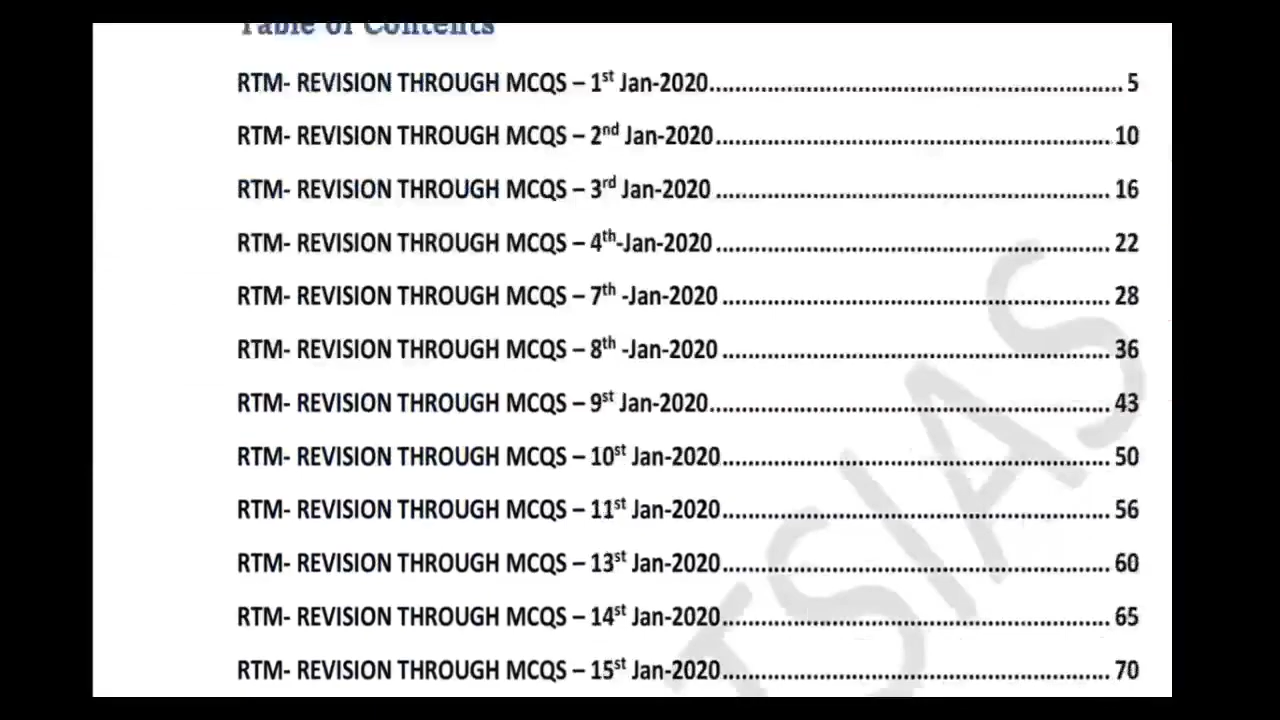 Table of Contents
RTM- REVISION THROUGH MCQS – 1st Jan-2020.................................................................. 5
RTM- REVISION THROUGH MCQS – 2nd Jan-2020.............................................................. 10
RTM- REVISION THROUGH MCQS – 3rd Jan-2020.............................................................. 16
RTM- REVISION THROUGH MCQS – 4th-Jan-2020.............................................................. 22
RTM- REVISION THROUGH MCQS – 7th -Jan-2020............................................................. 28
RTM- REVISION THROUGH MCQS – 8th -Jan-2020............................................................. 36
RTM- REVISION THROUGH MCQS – 9st Jan-2020............................................................... 43
RTM- REVISION THROUGH MCQS – 10st Jan-2020............................................................. 50
RTM- REVISION THROUGH MCQS – 11st Jan-2020............................................................. 56
RTM- REVISION THROUGH MCQS – 13st Jan-2020............................................................. 60
RTM- REVISION THROUGH MCQS – 14st Jan-2020............................................................. 65
RTM- REVISION THROUGH MCQS – 15st Jan-2020............................................................. 70
TSIAS